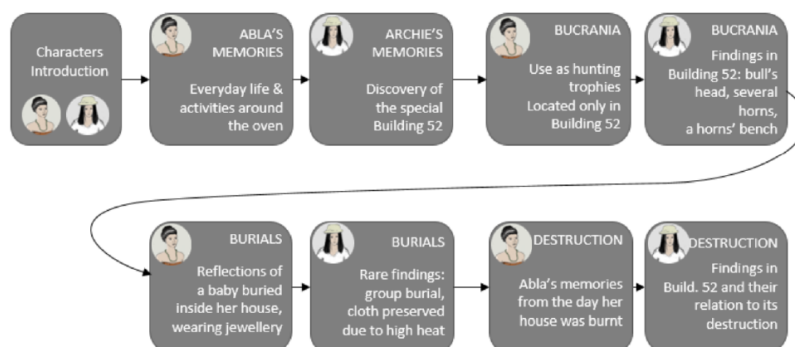 Characters
Introduction
ABLA'S
MEMORIES
Everyday life &
activities around
the oven
ARCHIE'S
MEMORIES
Discovery of
the special
Building 52
BUCRANIA
Use as hunting
trophies
Located only in
Building 52
BUCRANIA
Findings in
Building 52: bull's
head, several
horns,
a horns' bench
BURIALS
Reflections of
a baby buried
inside her house,
wearing jewellery
BURIALS
Rare findings:
group burial,
cloth preserved
due to high heat
DESTRUCTION
Abla's memories
from the day her
house was burnt
DESTRUCTION
Findings in
Build. 52 and their
relation to its
destruction